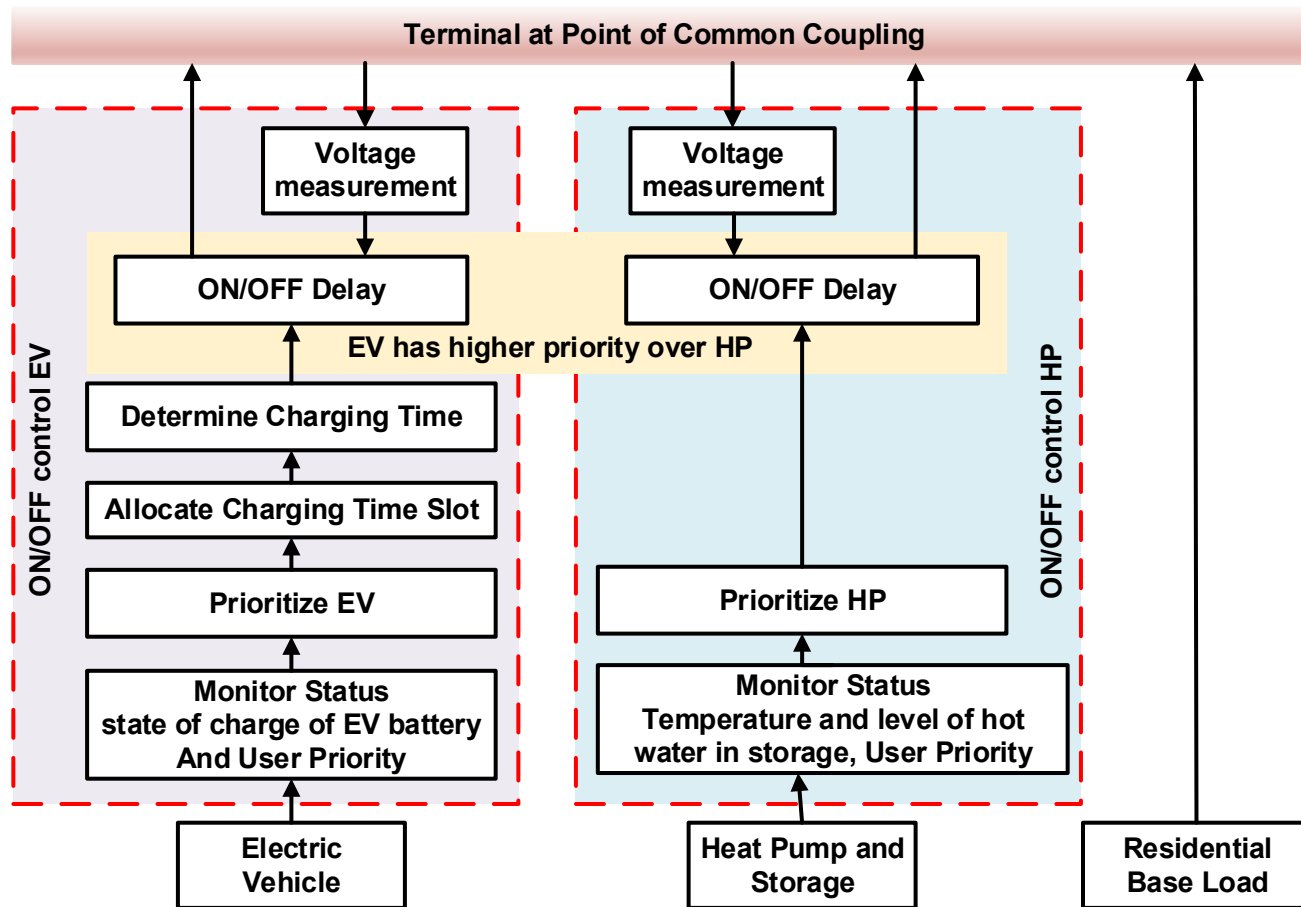 Terminal at Point of Common Coupling
Voltage
measurement
Voltage
measurement
ON/OFF Delay
ON/OFF Delay
EV has higher priority over HP
ON/OFF control EV
Determine Charging Time
Allocate Charging Time Slot
Prioritize EV
Monitor Status
state of charge of EV battery
And User Priority
ON/OFF control HP
Prioritize HP
Monitor Status
Temperature and level of hot
water in storage, User Priority
Electric
Vehicle
Heat Pump and
Storage
Residential
Base Load